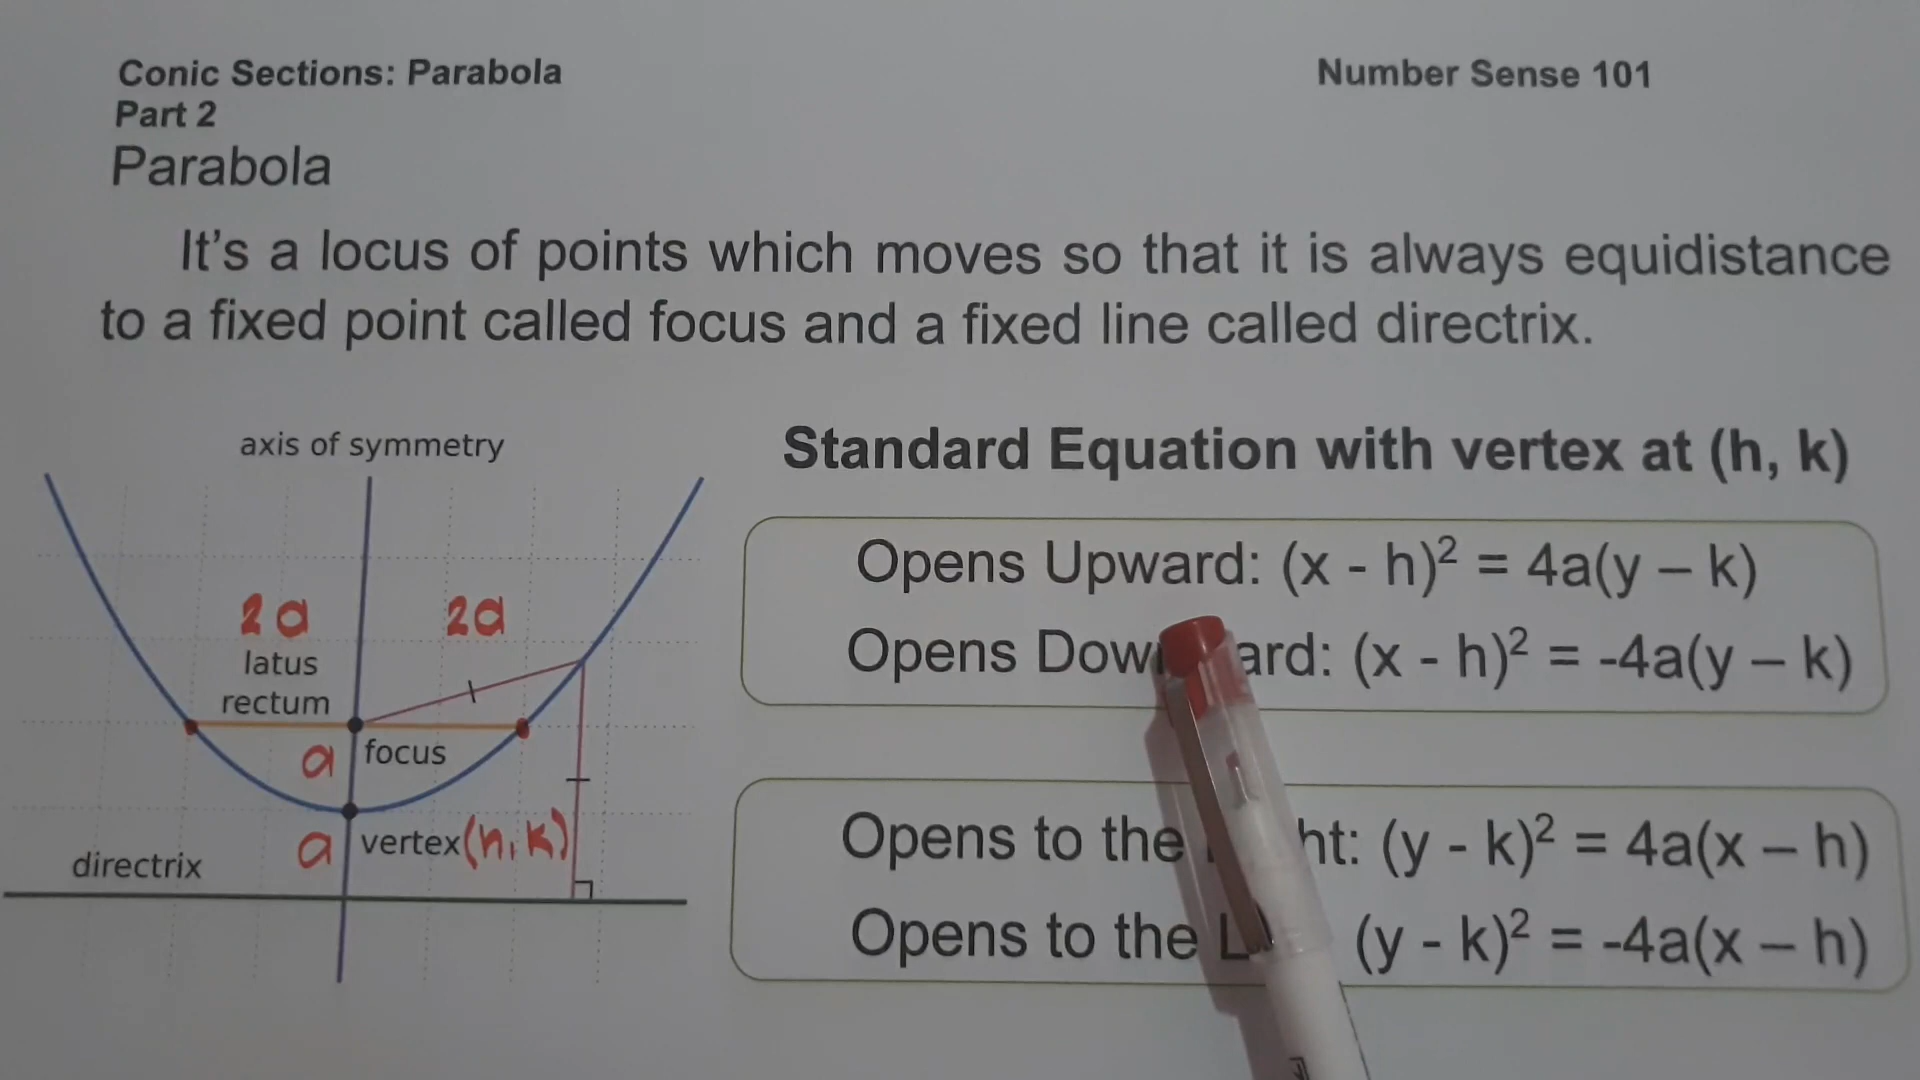 Conic Sections: Parabola
Number Sense 101
Part 2
Parabola
It's a locus of points which moves so that it is always equidistance
to a fixed point called focus and a fixed line called directrix.
axis of symmetry
2a 2a
latus
rectum
a focus
a vertex (h, k)
directrix
Standard Equation with vertex at (h, k)
Opens Upward: (x - h)² = 4a(y – k)
Opens Downward: (x - h)² = -4a(y – k)
Opens to the ht: (y - k)² = 4a(x – h)
Opens to the L (y - k)² = -4a(x – h)